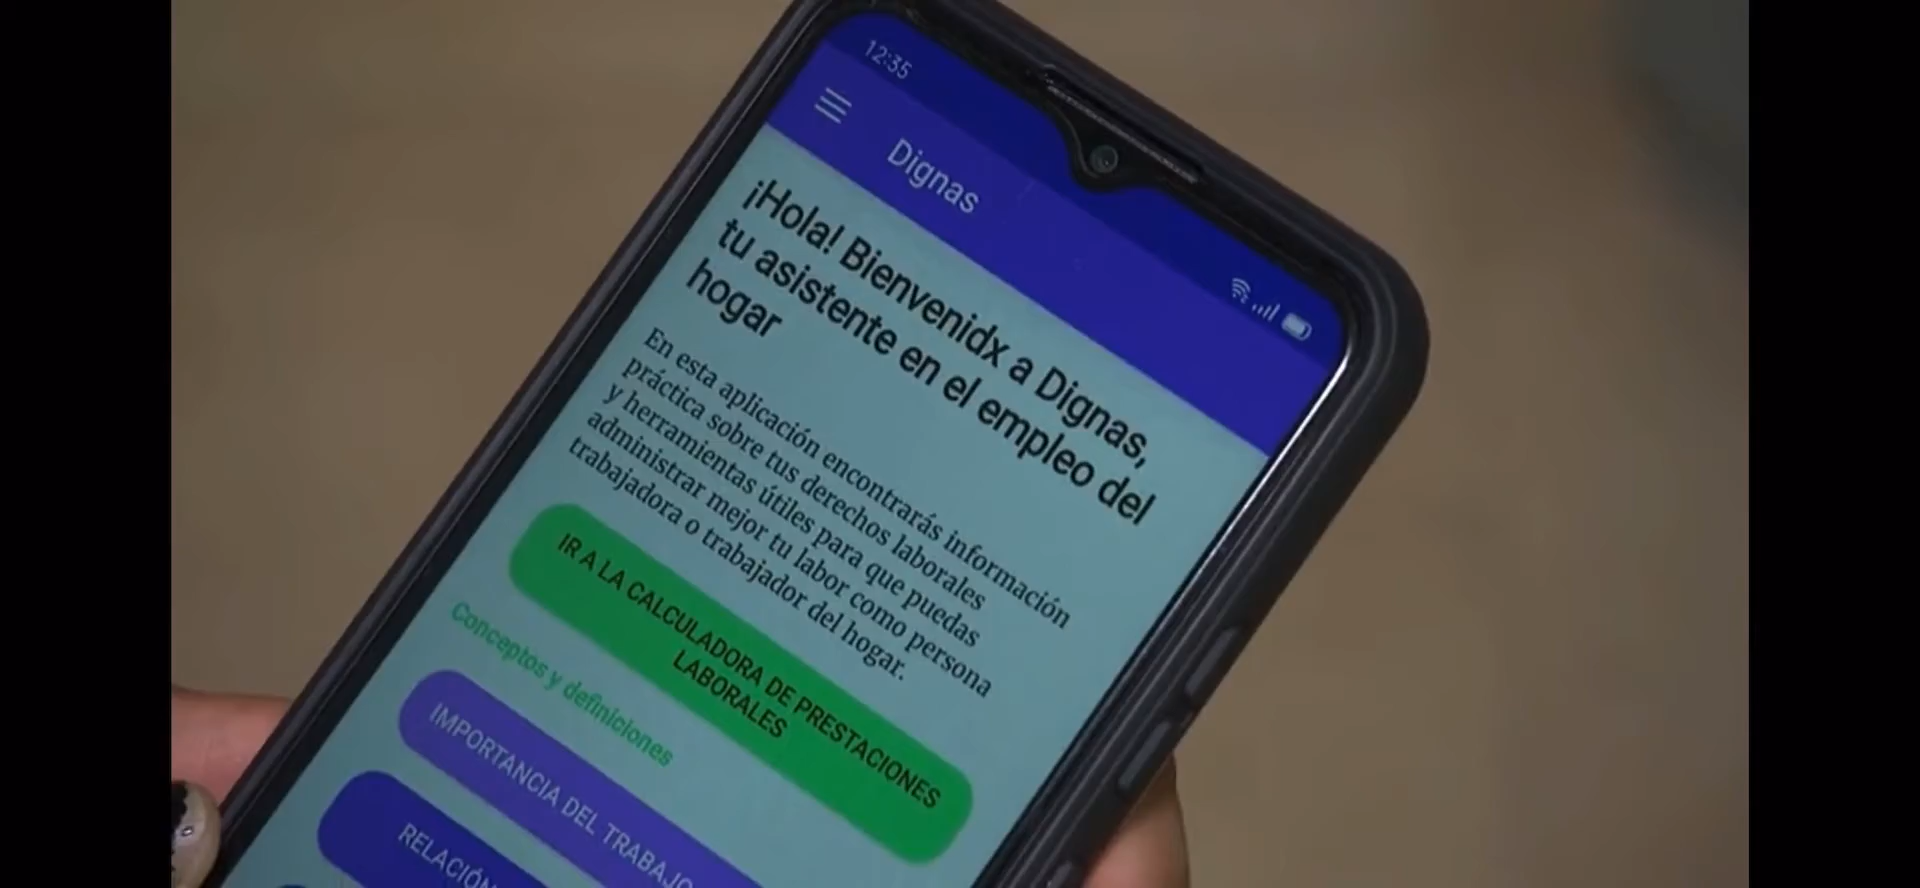 12:35
Dignas
¡Hola! Bienvenidx a Dignas,
tu asistente en el empleo del
hogar
En esta aplicación encontrarás información
práctica sobre tus derechos laborales
y herramientas útiles para que puedas
administrar mejor tu labor como persona
trabajadora o trabajador del hogar.
IR A LA CALCULADORA DE PRESTACIONES
LABORALES
Conceptos y definiciones
IMPORTANCIA DEL TRABAJO
RELACIÓN